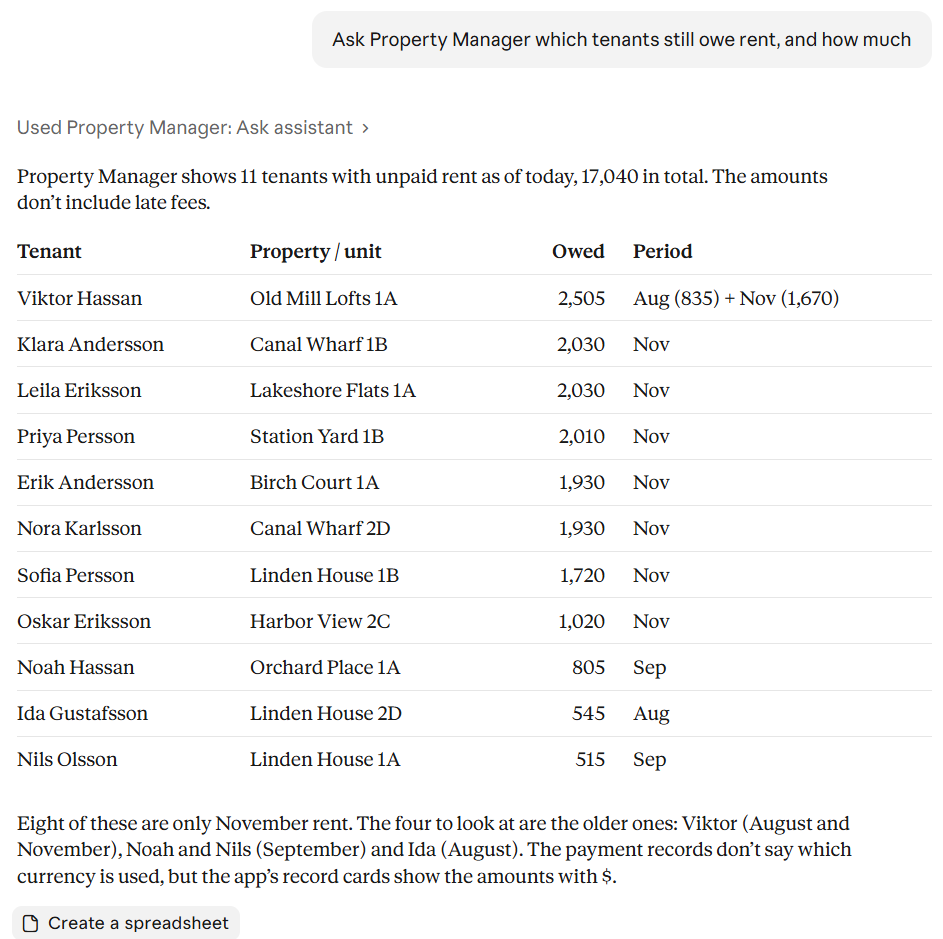 Ask Property Manager which tenants still owe rent, and how much
Used Property Manager: Ask assistant >
Property Manager shows 11 tenants with unpaid rent as of today, 17,040 in total. The amounts
don’t include late fees.
Tenant Property / unit Owed Period
Viktor Hassan Old Mill Lofts 1A 2,505 Aug (835) + Nov (1,670)
Klara Andersson Canal Wharf 1B 2,030 Nov
Leila Eriksson Lakeshore Flats 1A 2,030 Nov
Priya Persson Station Yard 1B 2,010 Nov
Erik Andersson Birch Court 1A 1,930 Nov
Nora Karlsson Canal Wharf 2D 1,930 Nov
Sofia Persson Linden House 1B 1,720 Nov
Oskar Eriksson Harbor View 2C 1,020 Nov
Noah Hassan Orchard Place 1A 805 Sep
Ida Gustafsson Linden House 2D 545 Aug
Nils Olsson Linden House 1A 515 Sep
Eight of these are only November rent. The four to look at are the older ones: Viktor (August and
November), Noah and Nils (September) and Ida (August). The payment records don’t say which
currency is used, but the app’s record cards show the amounts with $.
Create a spreadsheet